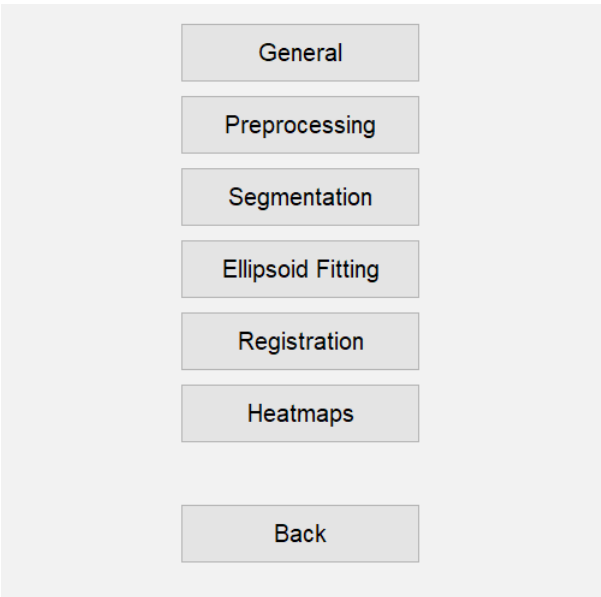 General
Preprocessing
Segmentation
Ellipsoid Fitting
Registration
Heatmaps
Back